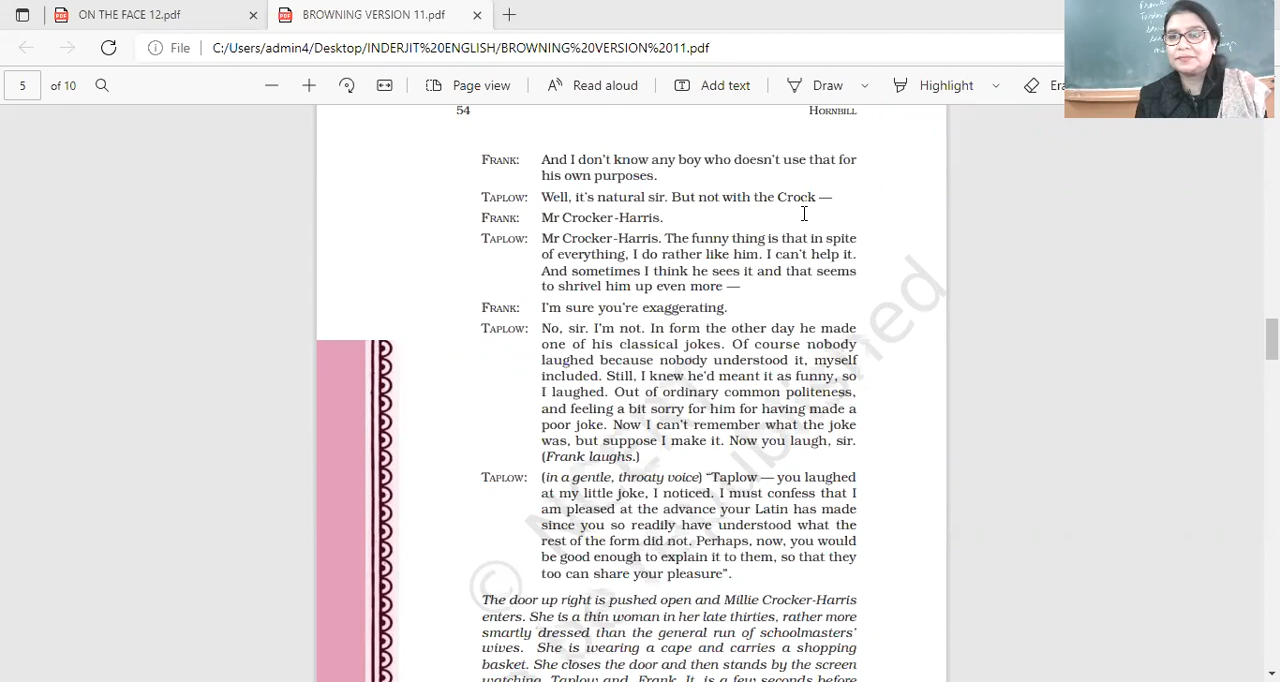 ON THE FACE 12.pdf
BROWNING VERSION 11.pdf
File
C:/Users/admin4/Desktop/INDERJIT%20ENGLISH/BROWNING%20VERSION%2011.pdf
5 of 10
Page view
Read aloud
Add text
Draw
Highlight
54
HORNBILL
FRANK: And I don't know any boy who doesn't use that for
his own purposes.
TAPLOW: Well, it's natural sir. But not with the Crock —
FRANK: Mr Crocker-Harris.
TAPLOW: Mr Crocker-Harris. The funny thing is that in spite
of everything, I do rather like him. I can't help it.
And sometimes I think he sees it and that seems
to shrivel him up even more —
FRANK: I'm sure you're exaggerating.
TAPLOW: No, sir. I'm not. In form the other day he made
one of his classical jokes. Of course nobody
laughed because nobody understood it, myself
included. Still, I knew he'd meant it as funny, so
I laughed. Out of ordinary common politeness,
and feeling a bit sorry for him for having made a
poor joke. Now I can't remember what the joke
was, but suppose I make it. Now you laugh, sir.
(Frank laughs.)
TAPLOW: (in a gentle, throaty voice) “Taplow — you laughed
at my little joke, I noticed. I must confess that I
am pleased at the advance your Latin has made
since you so readily have understood what the
rest of the form did not. Perhaps, now, you would
be good enough to explain it to them, so that they
too can share your pleasure”.
The door up right is pushed open and Millie Crocker-Harris
enters. She is a thin woman in her late thirties, rather more
smartly dressed than the general run of schoolmasters'
wives. She is wearing a cape and carries a shopping
basket. She closes the door and then stands by the screen
watching Taplow and Frank. It is a few seconds before